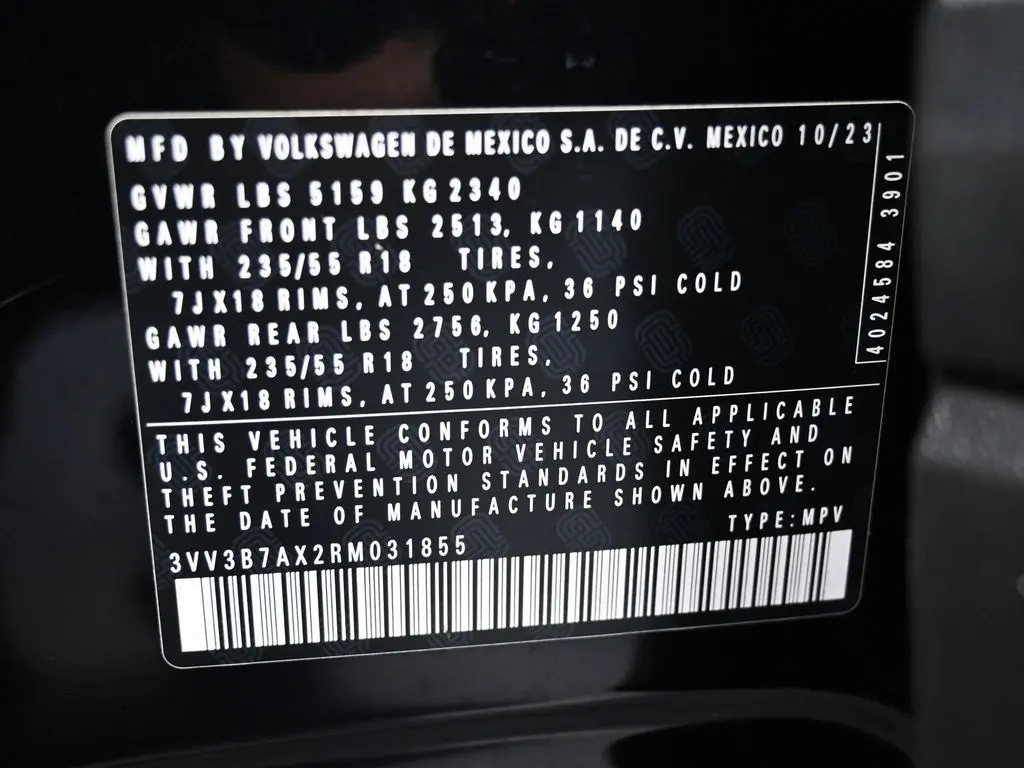 MFD BY VOLKSWAGEN DE MEXICO S.A. DE C.V. MEXICO 10/23
GVWR LBS 5159 KG 2340
GAWR FRONT LBS 2513, KG 1140
WITH 235/55 R18 TIRES,
7JX18 RIMS, AT 250 KPA, 36 PSI COLD
GAWR REAR LBS 2756, KG 1250
WITH 235/55 R18 TIRES,
7JX18 RIMS, AT 250 KPA, 36 PSI COLD
4024584 3901
THIS VEHICLE CONFORMS TO ALL APPLICABLE
U.S. FEDERAL MOTOR VEHICLE SAFETY AND
THEFT PREVENTION STANDARDS IN EFFECT ON
THE DATE OF MANUFACTURE SHOWN ABOVE.
TYPE:MPV
3VV3B7AX2RM031855